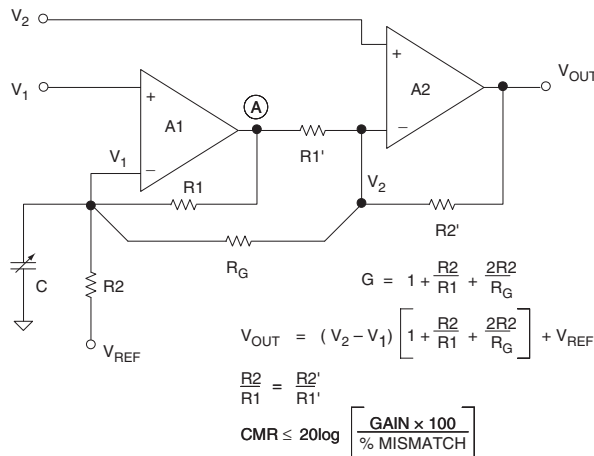 V2
V1
+
A1
−
V1
A
R1
R1'
+
A2
−
VOUT
V2
R2'
RG
C
R2
VREF
G = 1 + R2/R1 + 2R2/RG
VOUT = ( V2 – V1 ) [ 1 + R2/R1 + 2R2/RG ] + VREF
R2/R1 = R2'/R1'
CMR ≤ 20log [ GAIN × 100 / % MISMATCH ]